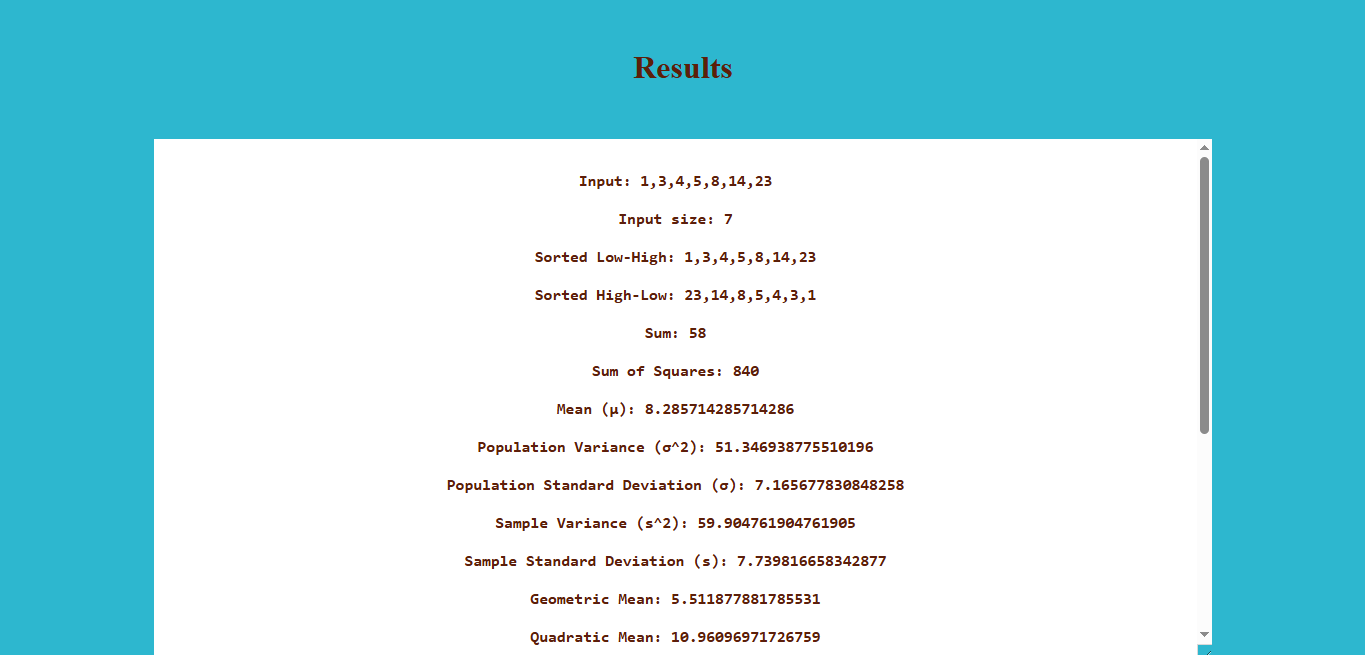 Results
Input: 1,3,4,5,8,14,23
Input size: 7
Sorted Low-High: 1,3,4,5,8,14,23
Sorted High-Low: 23,14,8,5,4,3,1
Sum: 58
Sum of Squares: 840
Mean (μ): 8.285714285714286
Population Variance (σ^2): 51.346938775510196
Population Standard Deviation (σ): 7.165677830848258
Sample Variance (s^2): 59.904761904761905
Sample Standard Deviation (s): 7.739816658342877
Geometric Mean: 5.511877881785531
Quadratic Mean: 10.96096971726759